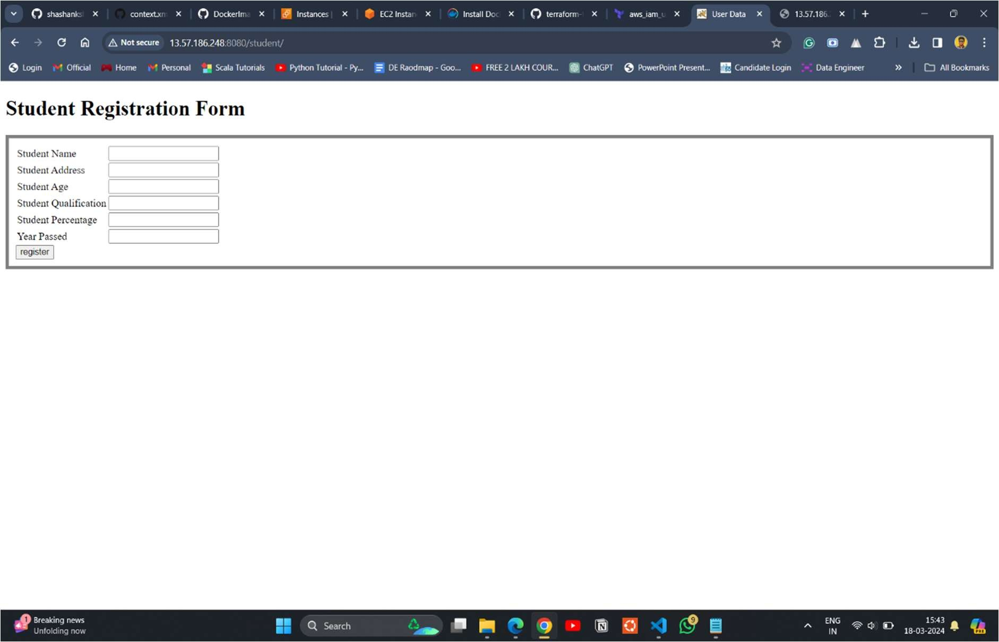 shashanks
context.xm
DockerIma
Instances |
EC2 Instan
Install Doc
terraform-
aws_iam_u
User Data
13.57.186.
Not secure
13.57.186.248:8080/student/
Login
Official
Home
Personal
Scala Tutorials
Python Tutorial - Py...
DE Raodmap - Goo...
FREE 2 LAKH COUR...
ChatGPT
PowerPoint Present...
Candidate Login
Data Engineer
All Bookmarks
Student Registration Form
Student Name
Student Address
Student Age
Student Qualification
Student Percentage
Year Passed
register
1
Breaking news
Unfolding now
Search
9
ENG
IN
15:43
18-03-2024
PRE